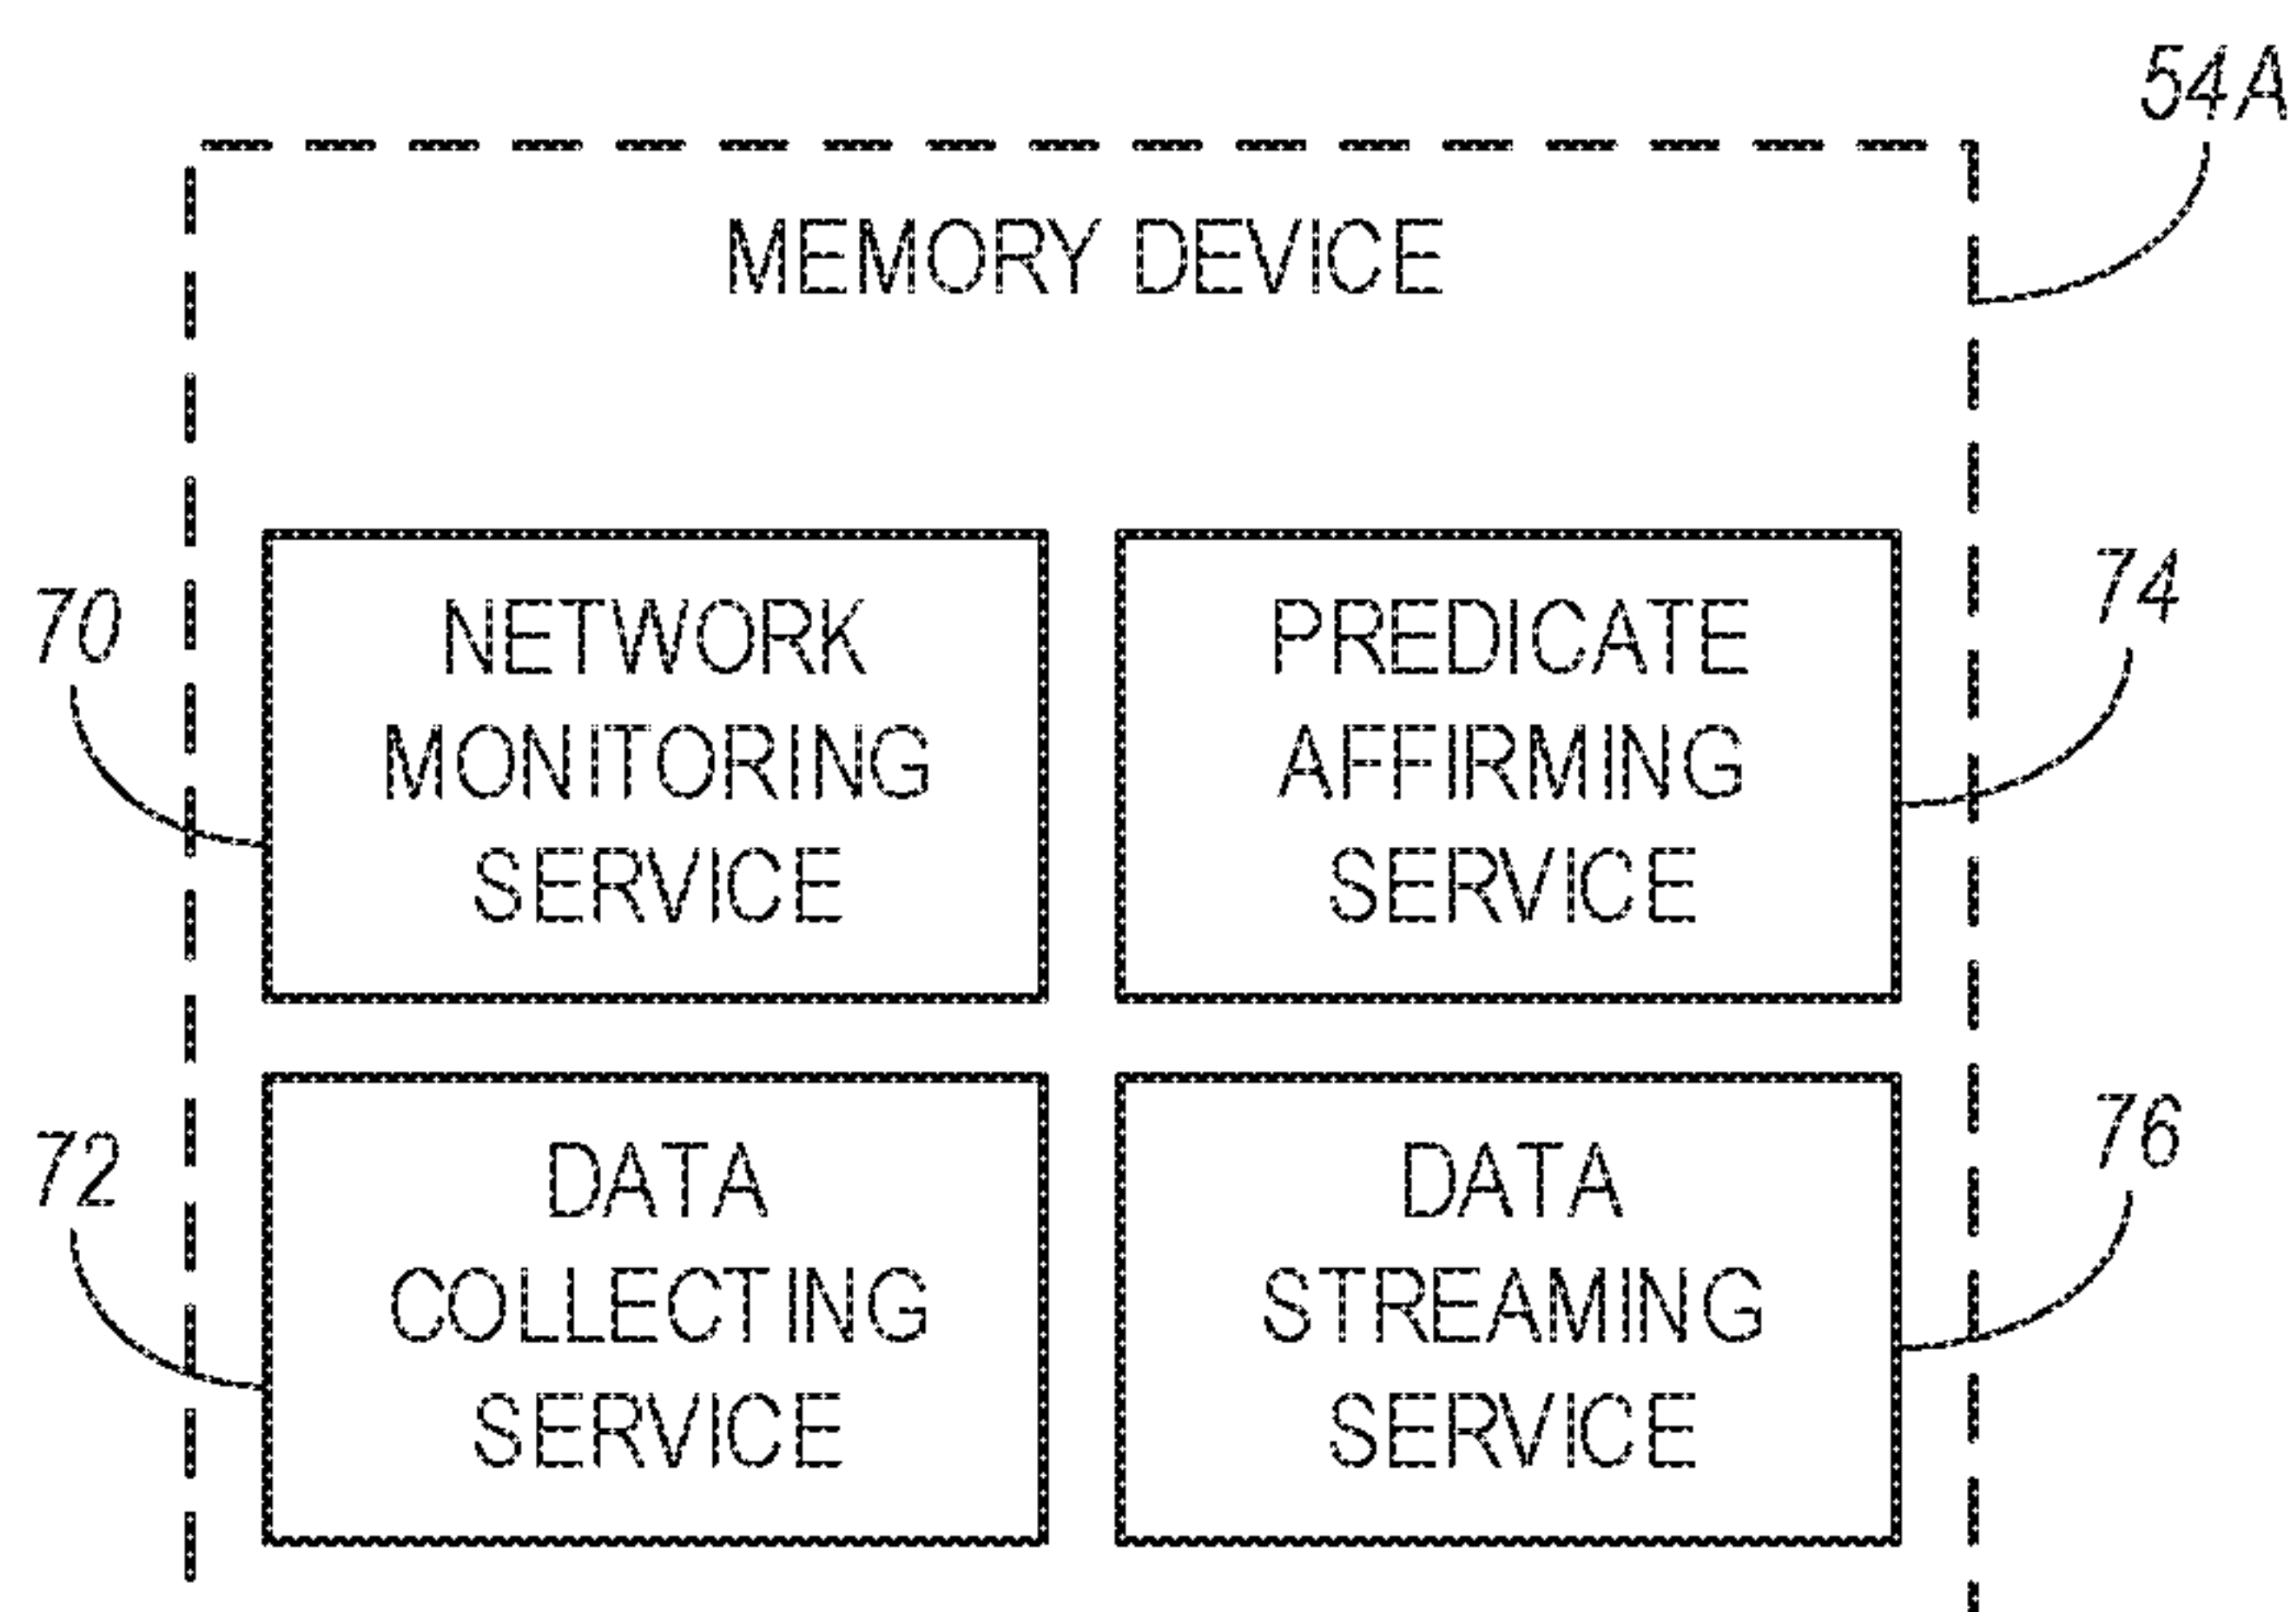 54A
MEMORY DEVICE
70
NETWORK
MONITORING
SERVICE
74
PREDICATE
AFFIRMING
SERVICE
72
DATA
COLLECTING
SERVICE
76
DATA
STREAMING
SERVICE